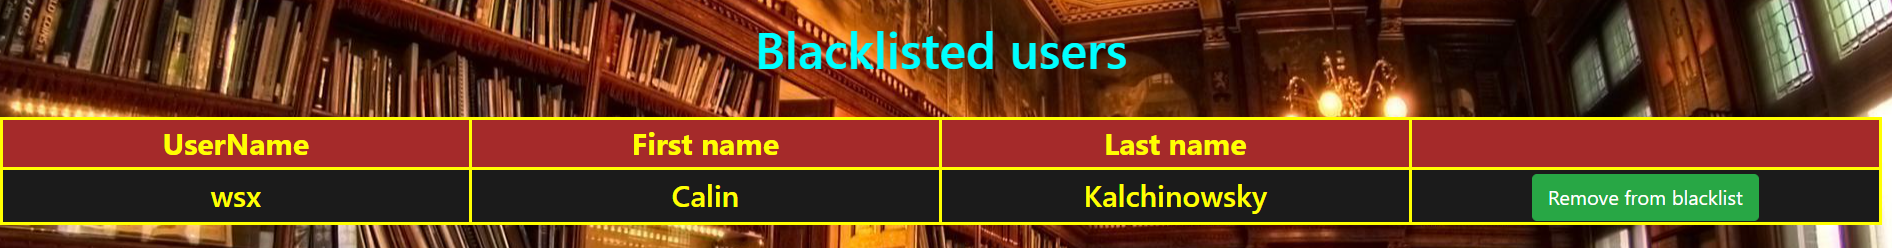 Blacklisted users
UserName First name Last name
wsx Calin Kalchinowsky Remove from blacklist